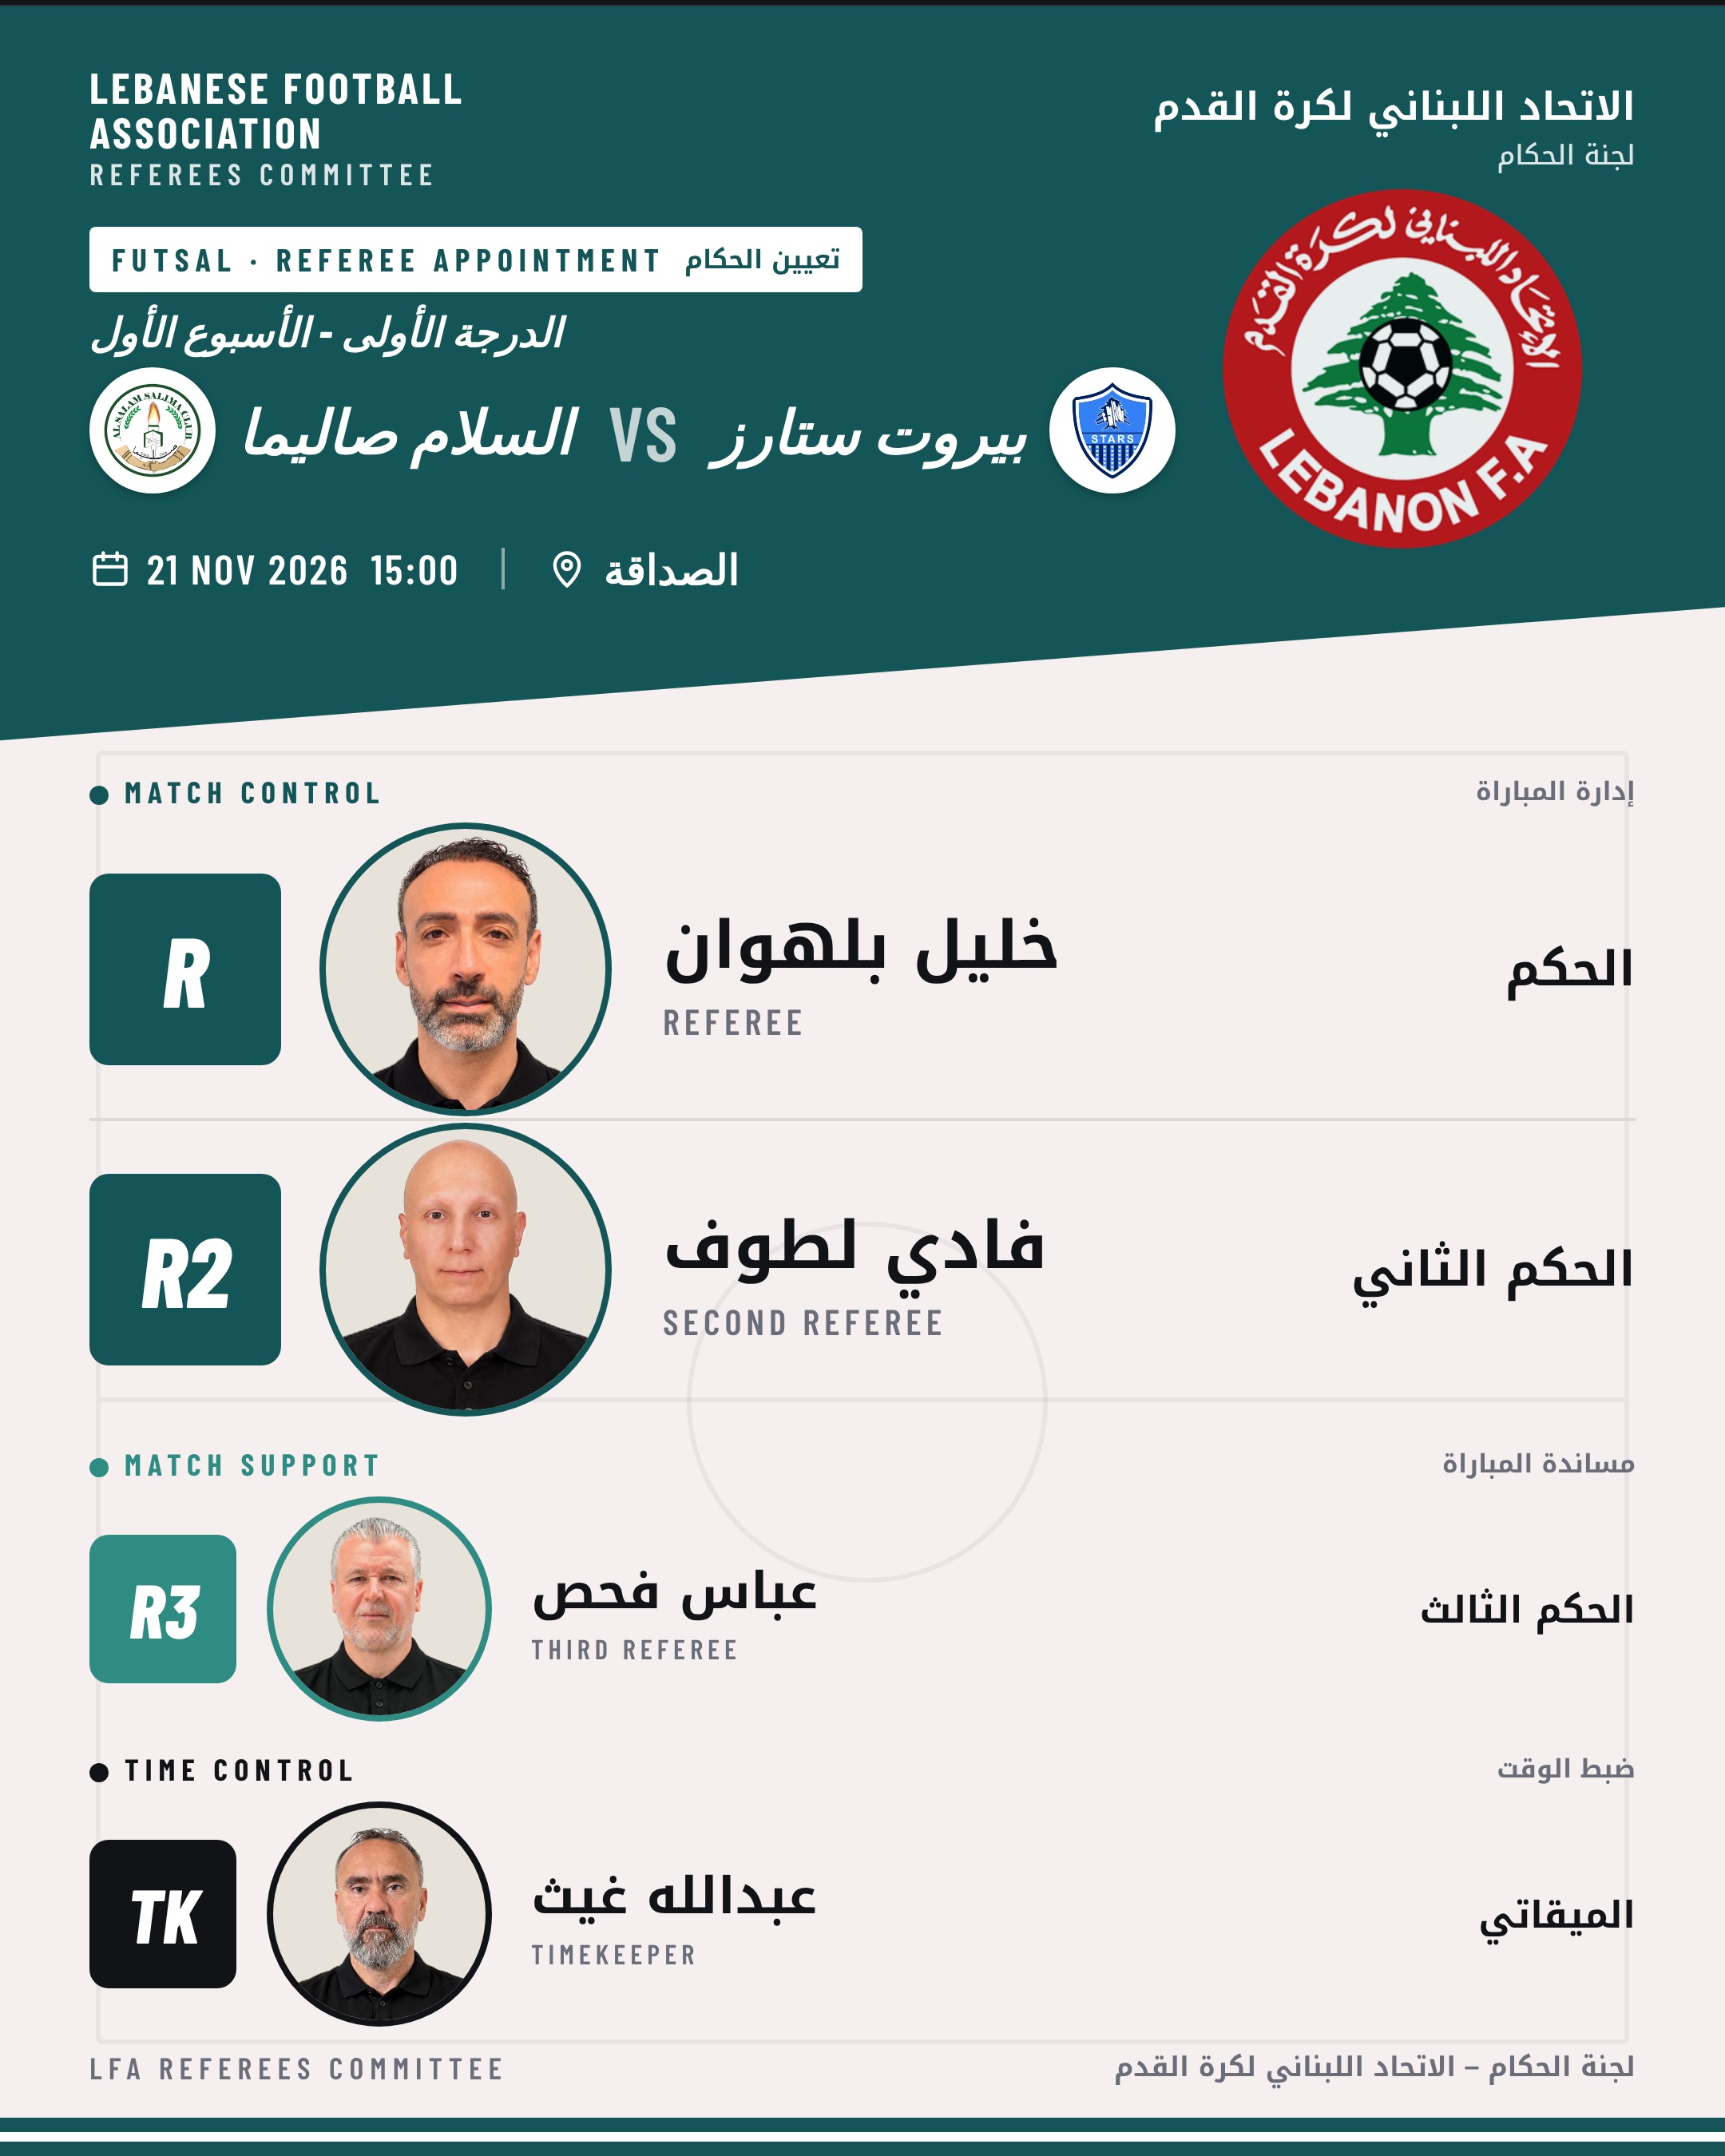 LEBANESE FOOTBALL
ASSOCIATION
REFEREES COMMITTEE
الاتحاد اللبناني لكرة القدم
لجنة الحكام
FUTSAL · REFEREE APPOINTMENT تعيين الحكام
الدرجة الأولى - الأسبوع الأول
AL SALAM SALIMA CLUB
السلام صاليما VS بيروت ستارز
STARS
الاتحاد اللبناني لكرة القدم
LEBANON F.A
21 NOV 2026 15:00
الصداقة
MATCH CONTROL
إدارة المباراة
R
خليل بلهوان
REFEREE
الحكم
R2
فادي لطوف
SECOND REFEREE
الحكم الثاني
MATCH SUPPORT
مساندة المباراة
R3
عباس فحص
THIRD REFEREE
الحكم الثالث
TIME CONTROL
ضبط الوقت
TK
عبدالله غيث
TIMEKEEPER
الميقاتي
LFA REFEREES COMMITTEE
لجنة الحكام – الاتحاد اللبناني لكرة القدم